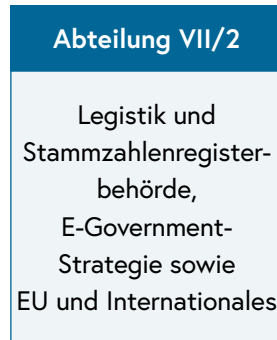 Abteilung VII/2
Legistik und
Stammzahlenregister-
behörde,
E-Government-
Strategie sowie
EU und Internationales